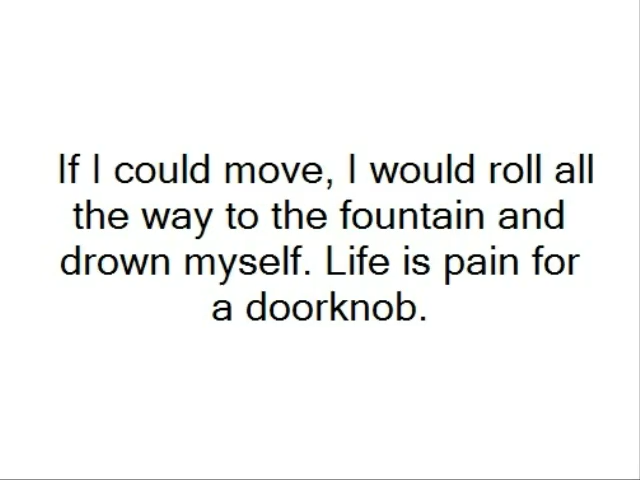 If I could move, I would roll all
the way to the fountain and
drown myself. Life is pain for
a doorknob.